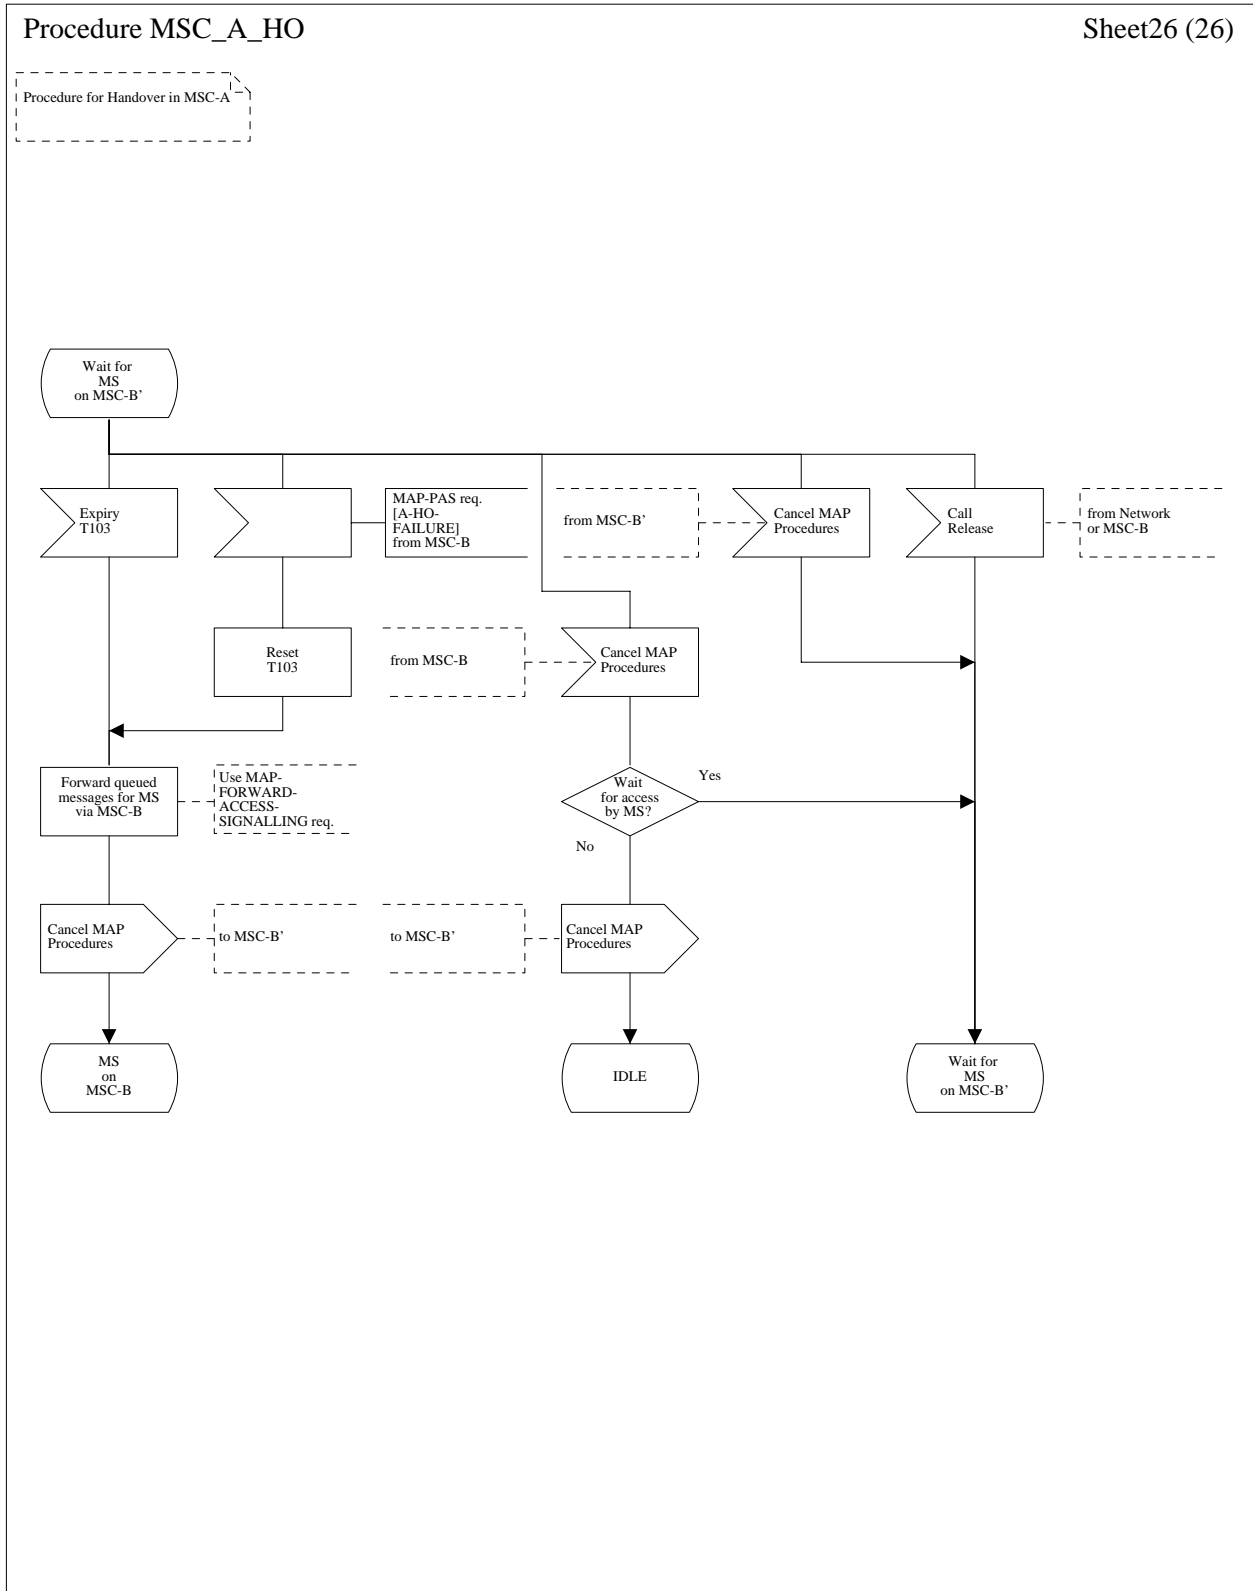 Procedure MSC_A_HO
Sheet26 (26)
Procedure for Handover in MSC-A
Wait for
MS
on MSC-B’
Expiry
T103
MAP-PAS req.
[A-HO-
FAILURE]
from MSC-B
from MSC-B’
Cancel MAP
Procedures
Call
Release
from Network
or MSC-B
Reset
T103
from MSC-B
Cancel MAP
Procedures
Forward queued
messages for MS
via MSC-B
Use MAP-
FORWARD-
ACCESS-
SIGNALLING req.
Wait
for access
by MS?
Yes
No
Cancel MAP
Procedures
to MSC-B’
to MSC-B’
Cancel MAP
Procedures
MS
on
MSC-B
IDLE
Wait for
MS
on MSC-B’